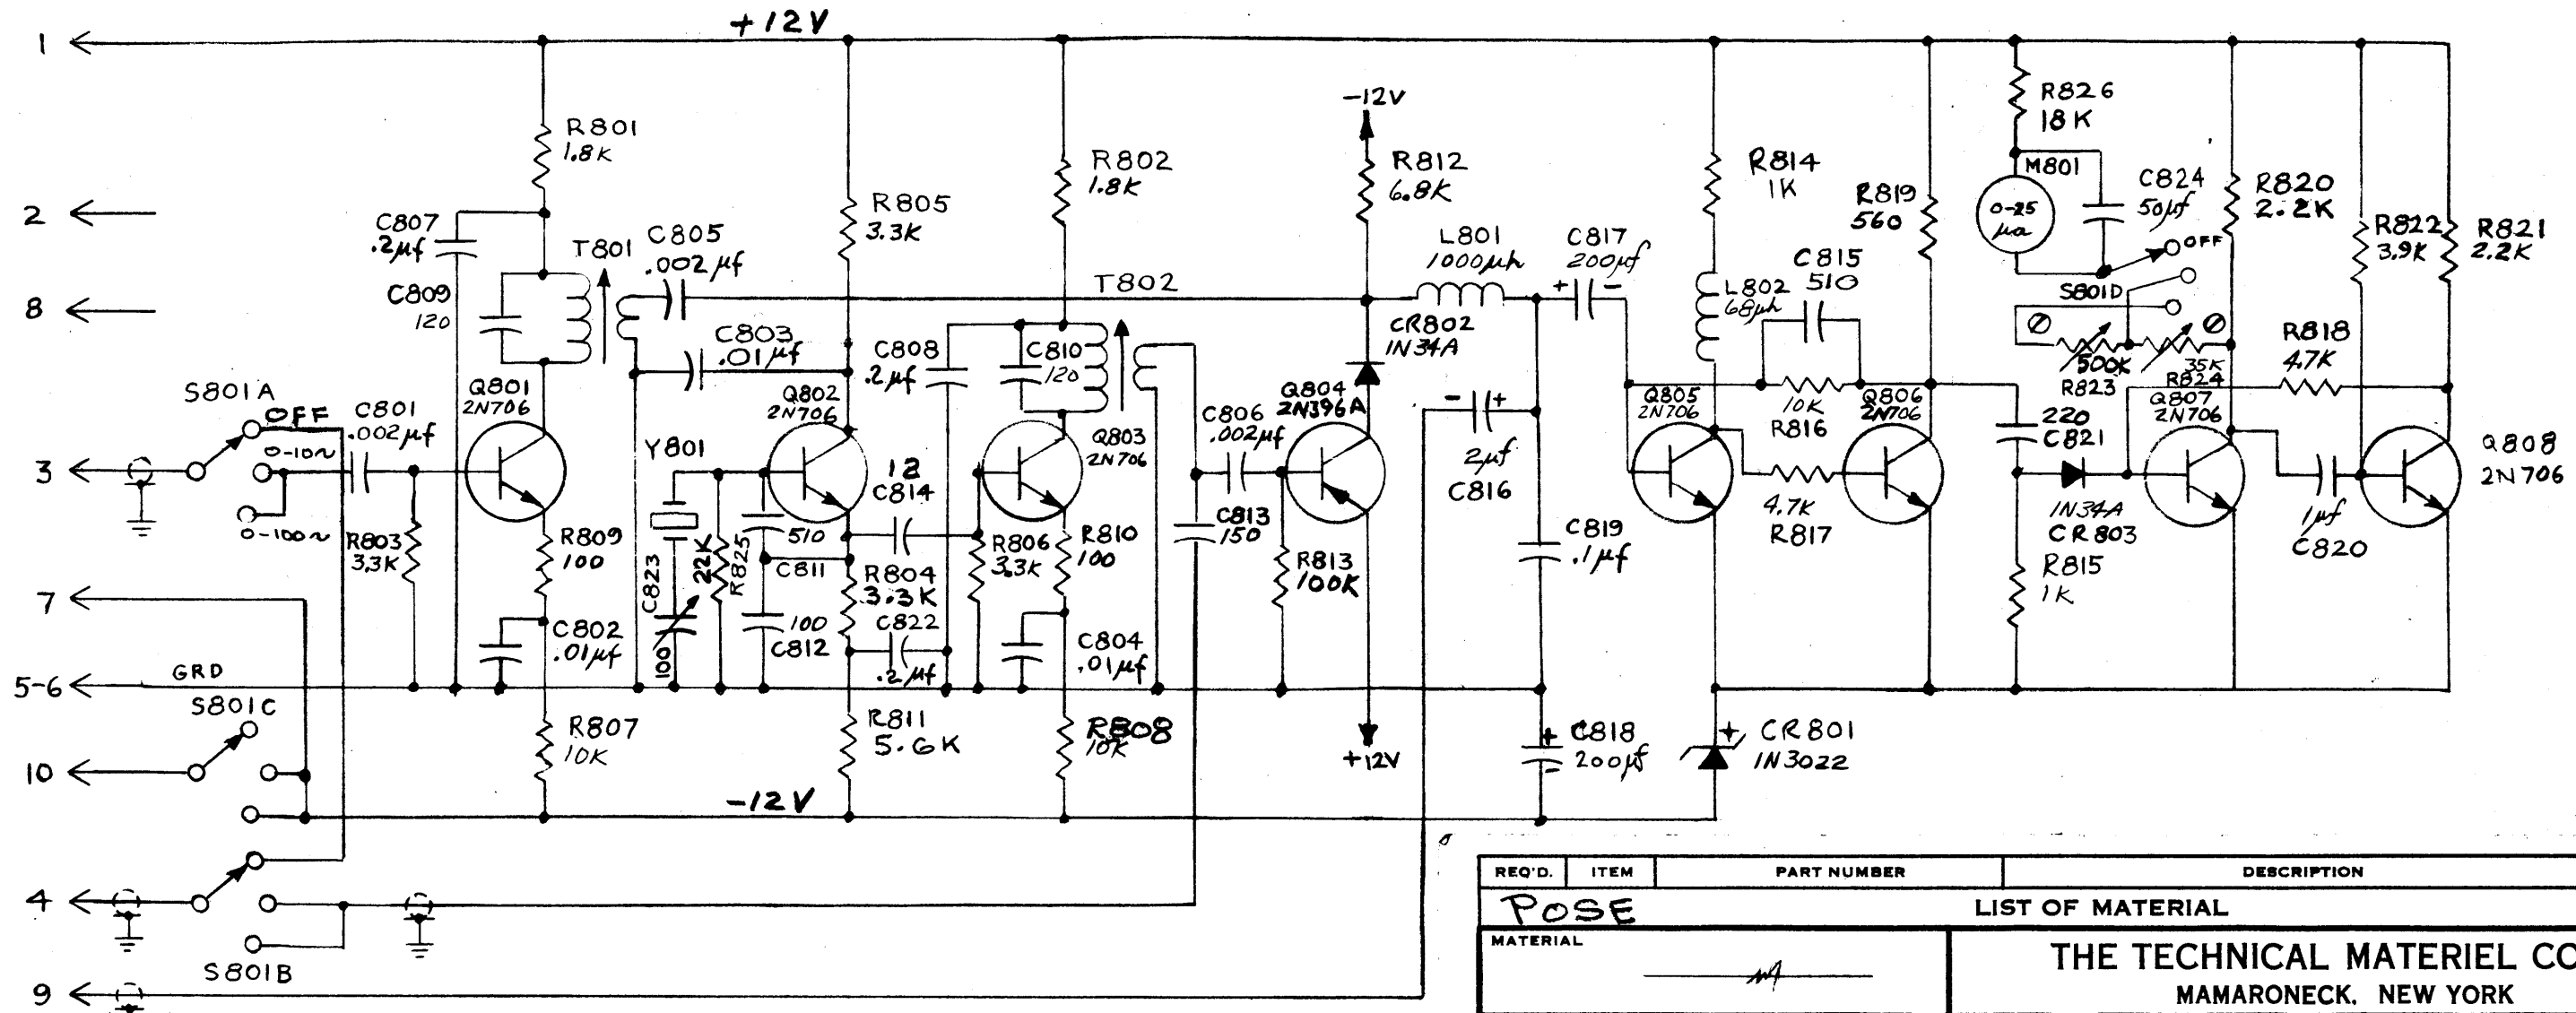 +12V
1
R801
1.8K
R802
1.8K
-12V
R812
6.8K
R814
1K
R826
18K
M801
0-25
µa
C824
50µf
R820
2.2K
2
C807
.2µf
T801
C805
.002µf
R805
3.3K
T802
L801
1000µh
C817
200µf
+ -
R819
560
C815
510
OFF
S801D
R822
3.9K
R821
2.2K
8
C809
120
C803
.01µf
C808
.2µf
C810
120
CR802
1N34A
L802
68µh
500K
R823
35K
R824
R818
4.7K
S801A
OFF
0-10~
0-100~
C801
.002µf
Q801
2N706
Q802
2N706
Q803
2N706
C806
.002µf
Q804
2N396A
- +
2µf
C816
Q805
2N706
10K
R816
Q806
2N706
220
C821
Q807
2N706
Q808
2N706
3
R803
3.3K
R809
100
Y801
C823
100
22K
R825
510
C811
12
C814
R804
3.3K
R806
3.3K
R810
100
C813
150
R813
100K
C819
.1µf
4.7K
R817
1N34A
CR803
R815
1K
1µf
C820
7
C802
.01µf
100
C812
C822
.2µf
C804
.01µf
5-6
GRD
S801C
R807
10K
R811
5.6K
R808
10K
+12V
+
-
C818
200µf
+
CR801
1N3022
10
-12V
4
S801B
9
REQ'D. ITEM PART NUMBER DESCRIPTION
POSE LIST OF MATERIAL
MATERIAL
THE TECHNICAL MATERIEL CO
MAMARONECK, NEW YORK